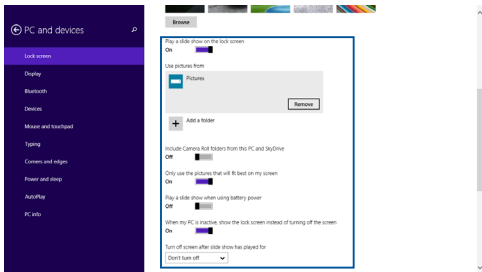 PC and devices
Lock screen
Display
Bluetooth
Devices
Mouse and touchpad
Typing
Corners and edges
Power and sleep
AutoPlay
PC info
Browse
Play a slide show on the lock screen
On
Use pictures from
Pictures
Remove
Add a folder
Include Camera Roll folders from this PC and SkyDrive
Off
Only use the pictures that will fit best on my screen
On
Play a slide show when using battery power
Off
When my PC is inactive, show the lock screen instead of turning off the screen
On
Turn off screen after slide show has played for
Don't turn off